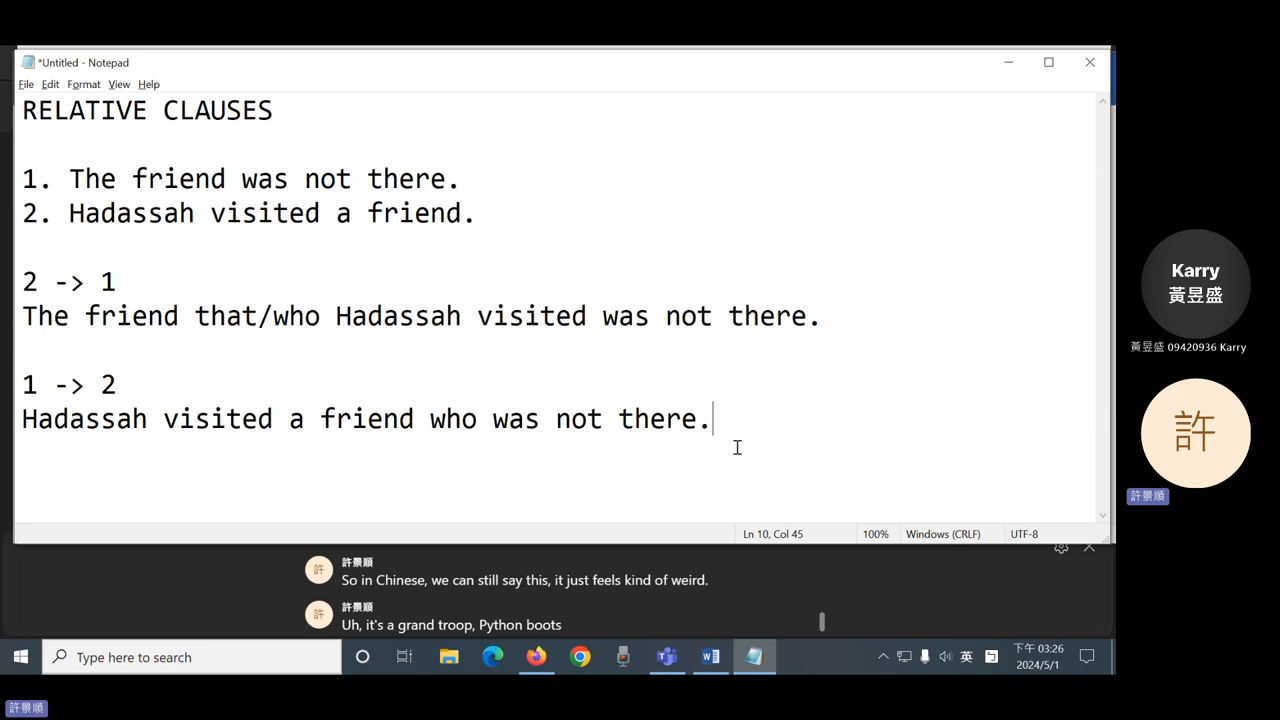 *Untitled - Notepad
File Edit Format View Help
RELATIVE CLAUSES
1. The friend was not there.
2. Hadassah visited a friend.
2 -> 1
The friend that/who Hadassah visited was not there.
1 -> 2
Hadassah visited a friend who was not there.
Ln 10, Col 45 100% Windows (CRLF) UTF-8
許景順
So in Chinese, we can still say this, it just feels kind of weird.
許景順
Uh, it's a grand troop, Python boots
許
許
Type here to search
英
下午 03:26
2024/5/1
Karry
黃昱盛
黃昱盛 09420936 Karry
許
許景順
許景順